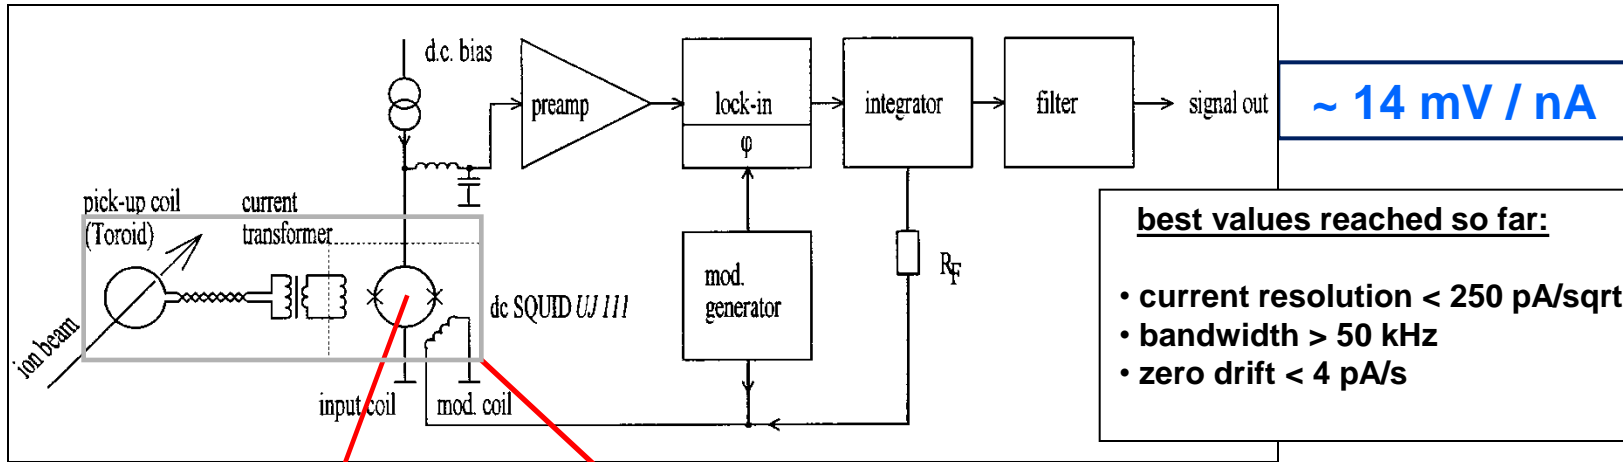 d.c. bias
preamp
lock-in
φ
integrator
filter
signal out
~ 14 mV / nA
pick-up coil
(Toroid)
current
transformer
ion beam
dc SQUID UJ 111
input coil
mod. coil
mod.
generator
RF
best values reached so far:
• current resolution < 250 pA/sqrt
• bandwidth > 50 kHz
• zero drift < 4 pA/s